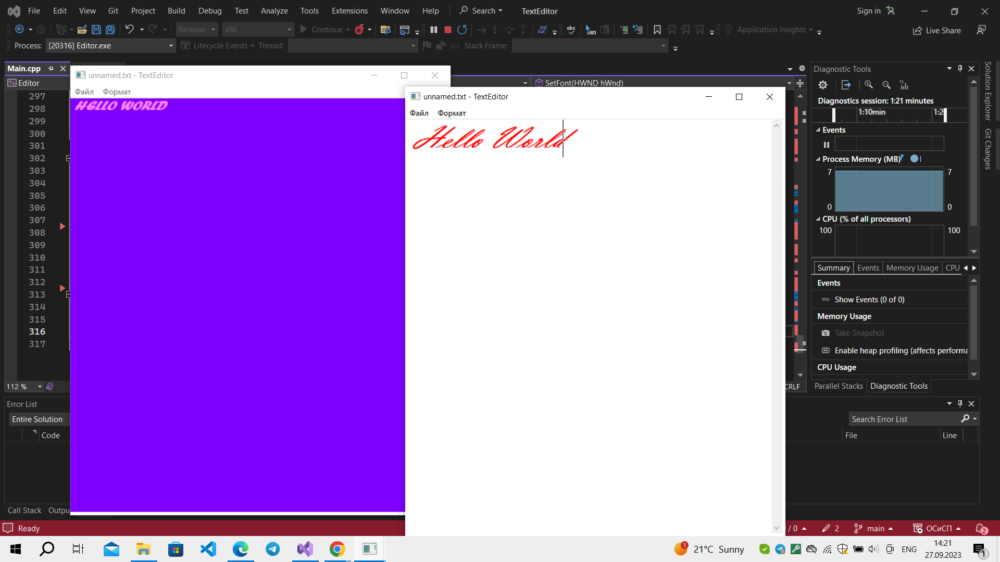 File Edit View Git Project Build Debug Test Analyze Tools Extensions Window Help Search TextEditor Sign in
Release x86 Continue abc Application Insights Live Share
Process: [20316] Editor.exe Lifecycle Events Thread: Stack Frame:
Main.cpp
Editor
SetFont(HWND hWnd)
297
298
299
300
301
302
303
304
305
306
307
308
309
310
311
312
313
314
315
316
317
112 %
CRLF
unnamed.txt - TextEditor
Файл Формат
HELLO WORLD
unnamed.txt - TextEditor
Файл Формат
Hello World
Diagnostic Tools
Diagnostics session: 1:21 minutes
1:10min 1:2
Events
Process Memory (MB)
7 7
0 0
CPU (% of all processors)
100 100
Summary Events Memory Usage CPU
Events
Show Events (0 of 0)
Memory Usage
Take Snapshot
Enable heap profiling (affects performa
CPU Usage
Parallel Stacks Diagnostic Tools
Solution Explorer
Git Changes
Error List
Entire Solution
Search Error List
Code File Line
Call Stack Outpu
Ready / 0 2 main ОСиСП 2
1 21°C Sunny ENG 14:21
27.09.2023 1